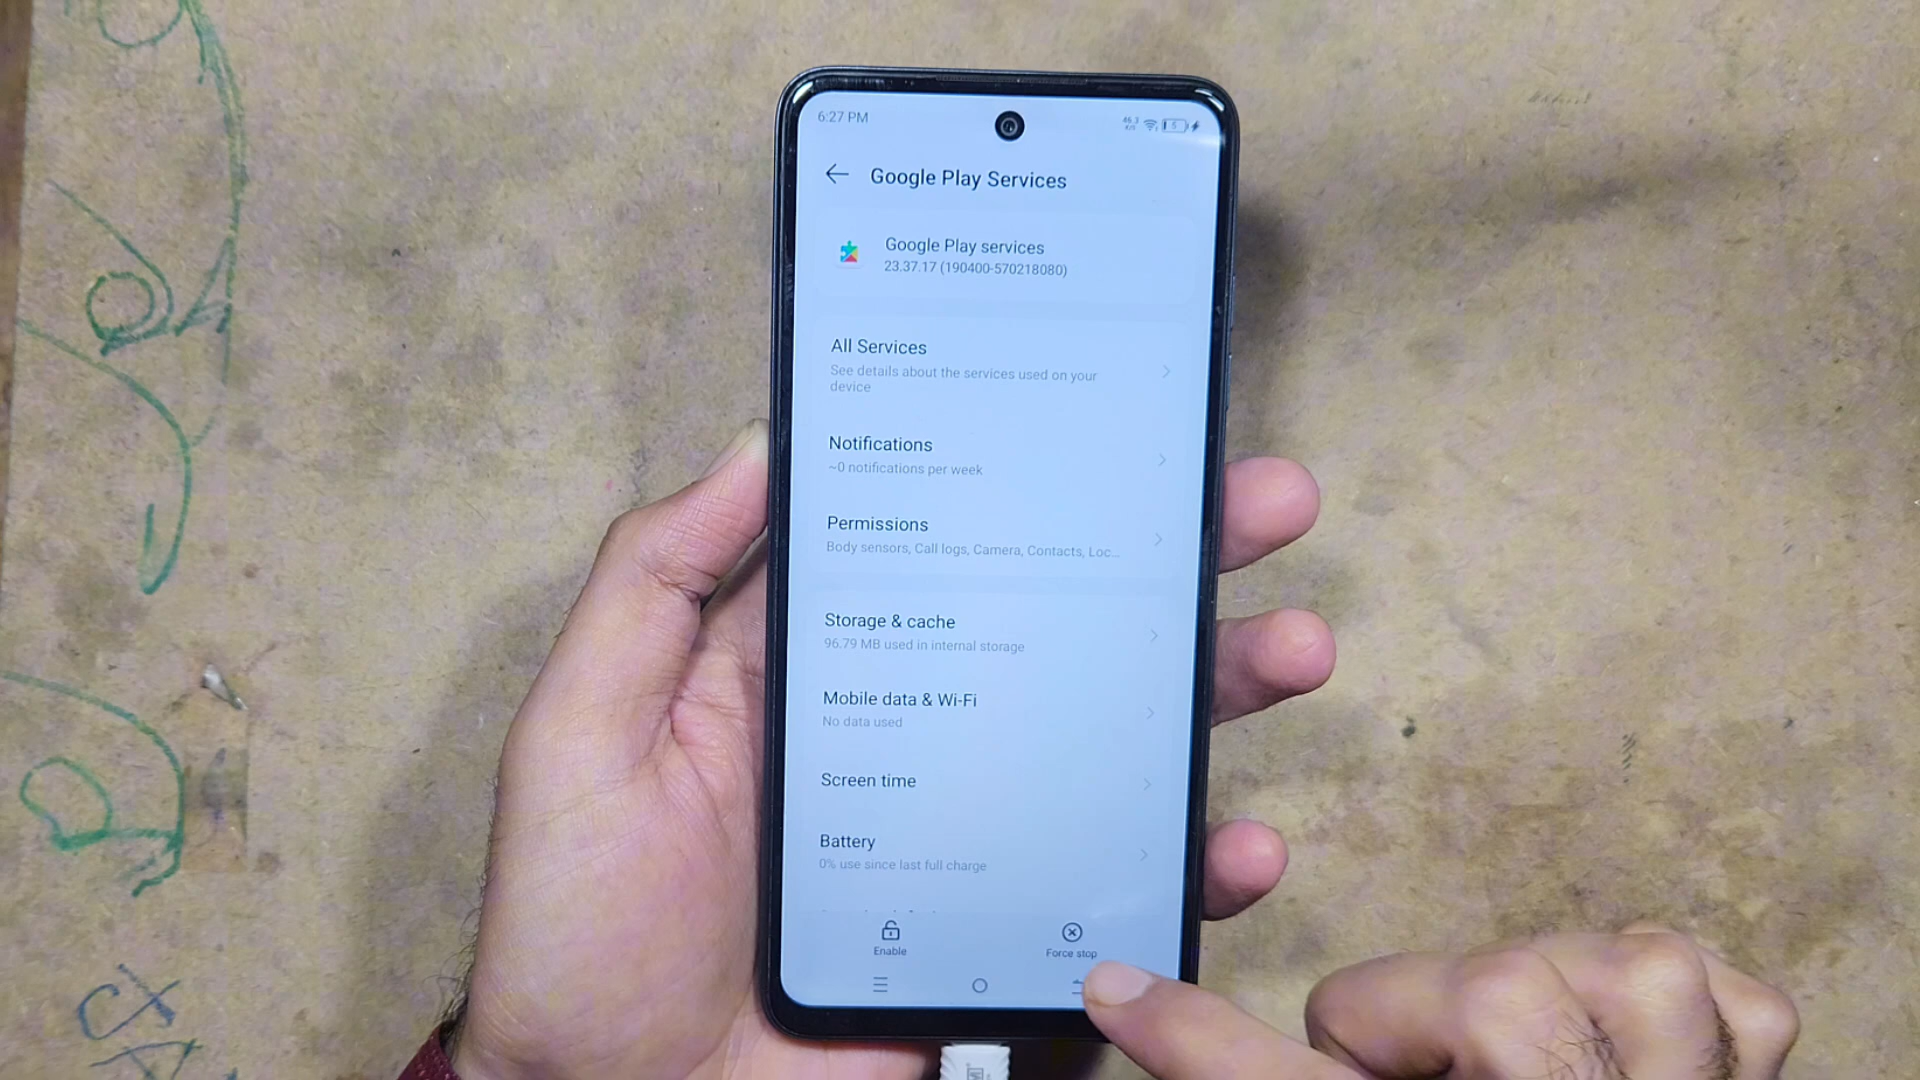 6:27 PM
46.3
K/s
5
Google Play Services
Google Play services
23.37.17 (190400-570218080)
All Services
See details about the services used on your
device
Notifications
~0 notifications per week
Permissions
Body sensors, Call logs, Camera, Contacts, Loc...
Storage & cache
96.79 MB used in internal storage
Mobile data & Wi-Fi
No data used
Screen time
Battery
0% use since last full charge
Enable
Force stop